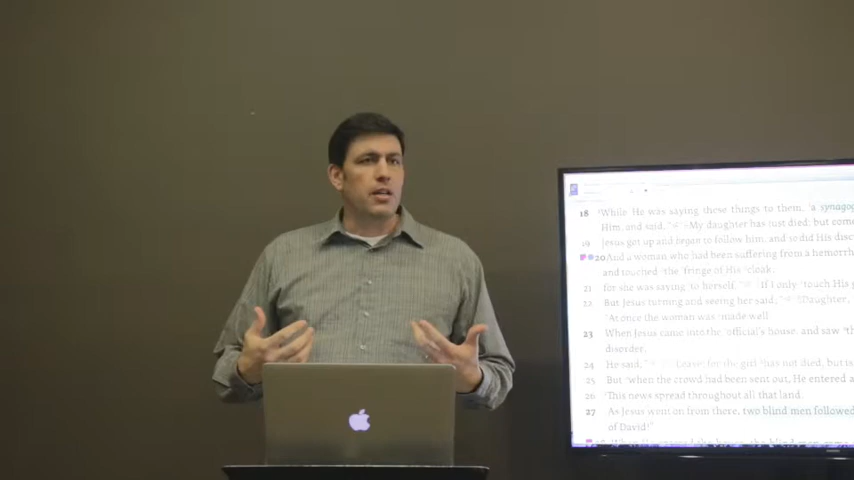 18 While He was saying these things to them, a synagog
Him, and said, "My daughter has just died; but come
19 Jesus got up and began to follow him, and so did His disc
20 And a woman who had been suffering from a hemorrh
and touched the fringe of His cloak;
21 for she was saying to herself, "If I only touch His g
22 But Jesus turning and seeing her said, "Daughter,
At once the woman was made well.
23 When Jesus came into the official's house, and saw th
disorder,
24 He said, "Leave; for the girl has not died, but is
25 But when the crowd had been sent out, He entered a
26 This news spread throughout all that land.
27 As Jesus went on from there, two blind men followed
of David!"